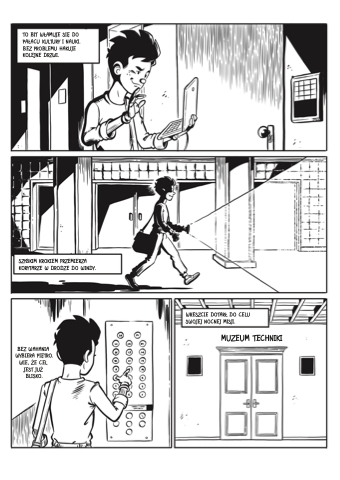 TO BIT WŁAMUJE SIĘ DO
PAŁACU KULTURY I NAUKI.
BEZ PROBLEMU HAKUJE
KOLEJNE DRZWI.
SZYBKIM KROKIEM PRZEMIERZA
KORYTARZE W DRODZE DO WINDY.
BEZ WAHANIA
WYBIERA PIĘTRO.
WIE, ŻE CEL
JEST JUŻ
BLISKO.
WRESZCIE DOTARŁ DO CELU
SWOJEJ NOCNEJ MISJI.
MUZEUM TECHNIKI